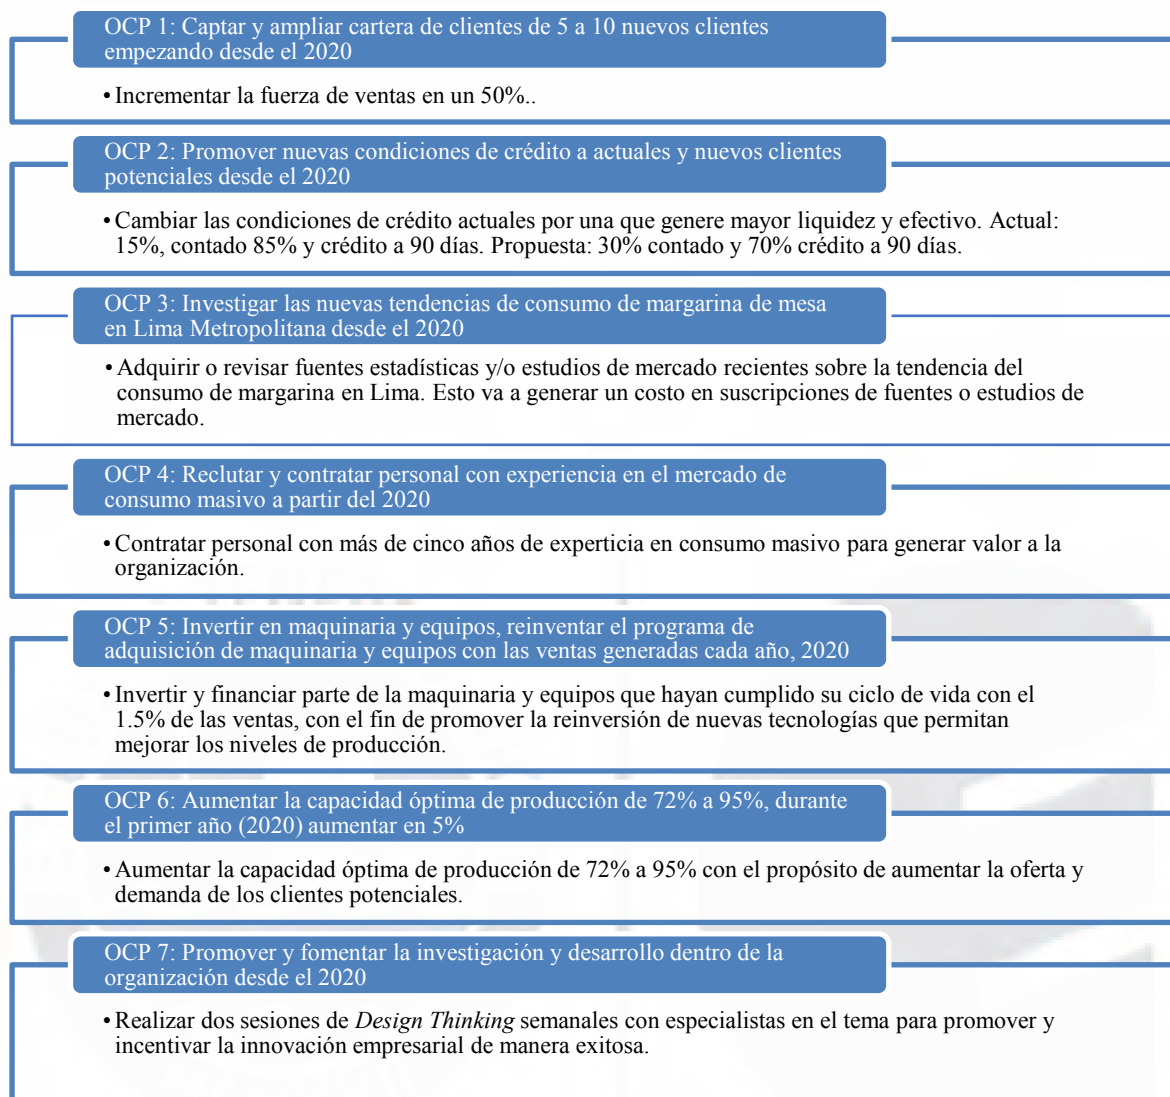 OCP 1: Captar y ampliar cartera de clientes de 5 a 10 nuevos clientes
empezando desde el 2020
• Incrementar la fuerza de ventas en un 50%..
OCP 2: Promover nuevas condiciones de crédito a actuales y nuevos clientes
potenciales desde el 2020
• Cambiar las condiciones de crédito actuales por una que genere mayor liquidez y efectivo. Actual:
15%, contado 85% y crédito a 90 días. Propuesta: 30% contado y 70% crédito a 90 días.
OCP 3: Investigar las nuevas tendencias de consumo de margarina de mesa
en Lima Metropolitana desde el 2020
• Adquirir o revisar fuentes estadísticas y/o estudios de mercado recientes sobre la tendencia del
consumo de margarina en Lima. Esto va a generar un costo en suscripciones de fuentes o estudios de
mercado.
OCP 4: Reclutar y contratar personal con experiencia en el mercado de
consumo masivo a partir del 2020
• Contratar personal con más de cinco años de experticia en consumo masivo para generar valor a la
organización.
OCP 5: Invertir en maquinaria y equipos, reinventar el programa de
adquisición de maquinaria y equipos con las ventas generadas cada año, 2020
• Invertir y financiar parte de la maquinaria y equipos que hayan cumplido su ciclo de vida con el
1.5% de las ventas, con el fin de promover la reinversión de nuevas tecnologías que permitan
mejorar los niveles de producción.
OCP 6: Aumentar la capacidad óptima de producción de 72% a 95%, durante
el primer año (2020) aumentar en 5%
• Aumentar la capacidad óptima de producción de 72% a 95% con el propósito de aumentar la oferta y
demanda de los clientes potenciales.
OCP 7: Promover y fomentar la investigación y desarrollo dentro de la
organización desde el 2020
• Realizar dos sesiones de Design Thinking semanales con especialistas en el tema para promover y
incentivar la innovación empresarial de manera exitosa.